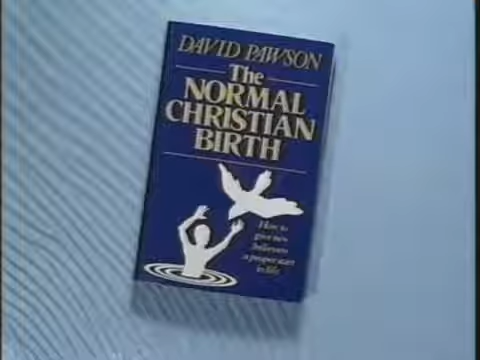 DAVID PAWSON
The
NORMAL
CHRISTIAN
BIRTH
How to
give new
believers
a proper start
in life